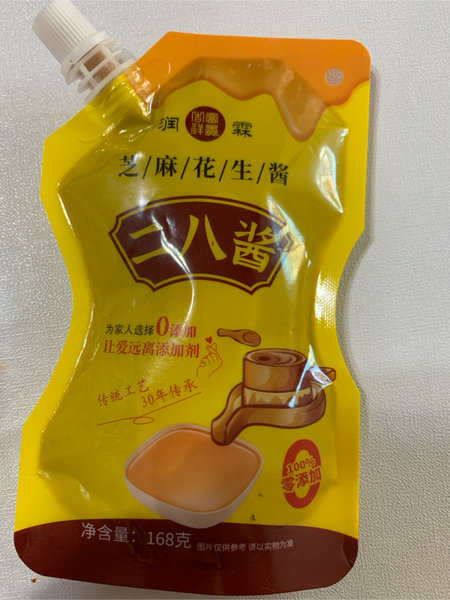 润 霖
芝/麻/花/生/酱
二八酱
为家人选择0添加
让爱远离添加剂
传统工艺
30年传承
100%
零添加
净含量：168克 图片仅供参考 请以实物为准